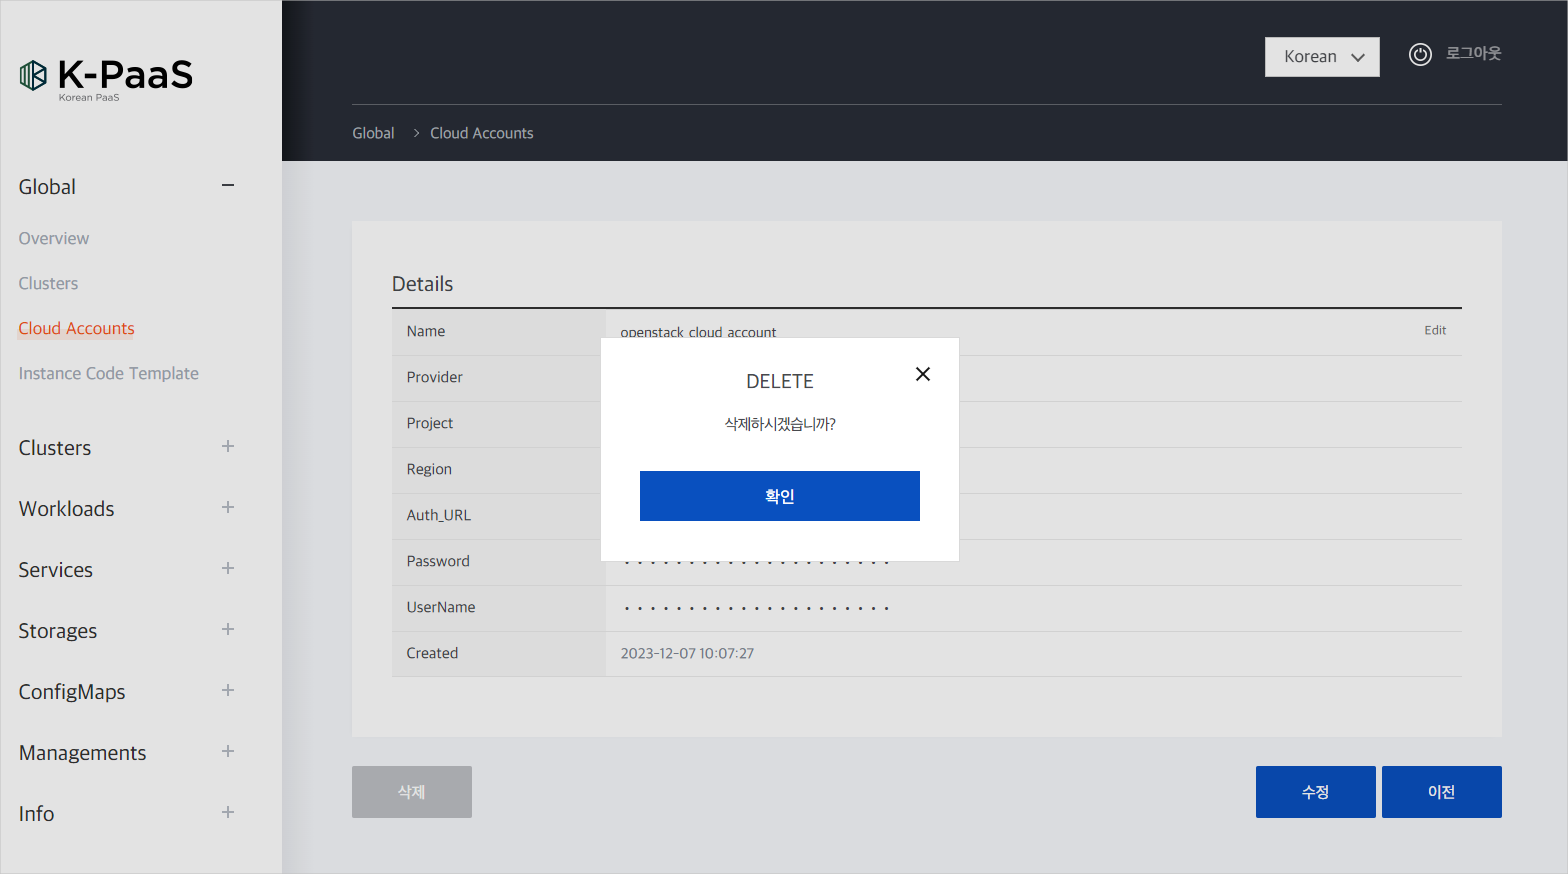 K-PaaS
Korean PaaS
Korean
로그아웃
Global > Cloud Accounts
Global
Overview
Clusters
Cloud Accounts
Instance Code Template
Clusters
Workloads
Services
Storages
ConfigMaps
Managements
Info
Details
Name openstack_cloud_account Edit
Provider
Project
Region
Auth_URL
Password •••••••••••••••••••••
UserName •••••••••••••••••••••
Created 2023-12-07 10:07:27
DELETE
삭제하시겠습니까?
확인
삭제
수정
이전